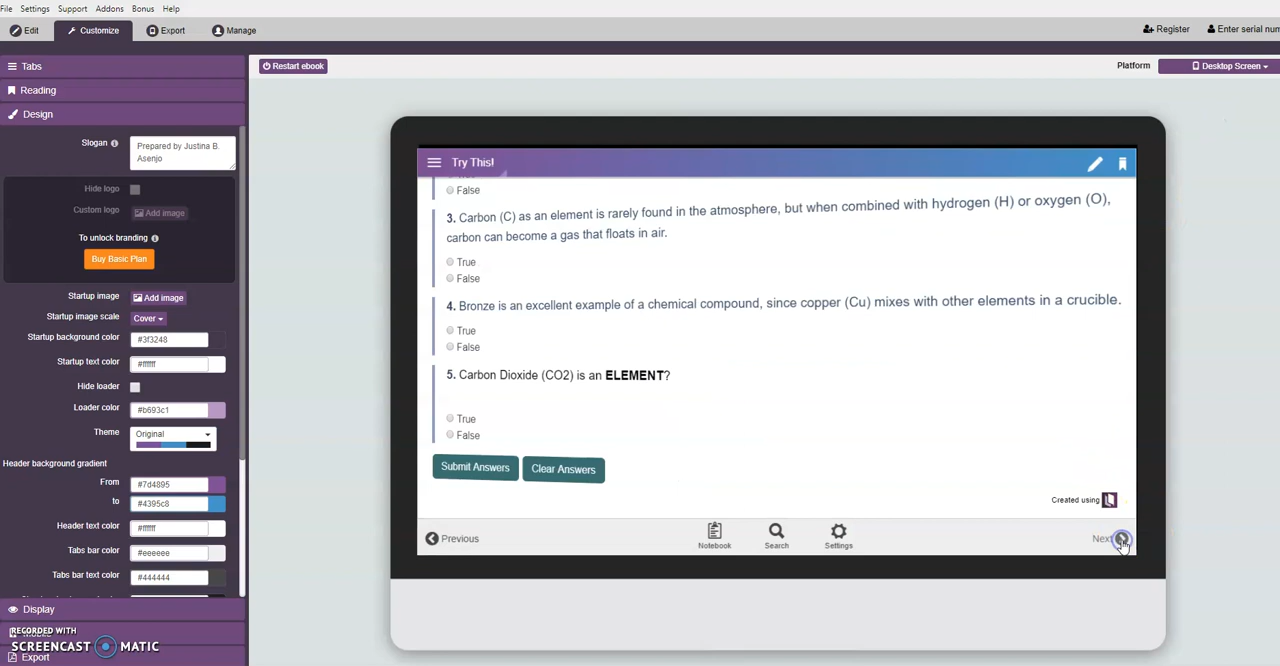 File Settings Support Addons Bonus Help
Edit Customize Export Manage Register Enter serial num
Tabs
Restart ebook
Platform Desktop Screen
Reading
Design
Slogan
Prepared by Justina B.
Asenjo
Hide logo
Custom logo Add image
To unlock branding
Buy Basic Plan
Startup image Add image
Startup image scale Cover
Startup background color #3f3248
Startup text color #ffffff
Hide loader
Loader color #b693c1
Theme Original
Header background gradient
From #7d4895
to #4395c8
Header text color #ffffff
Tabs bar color #eeeeee
Tabs bar text color #444444
Display
Export
RECORDED WITH
SCREENCAST MATIC
Try This!
False
3. Carbon (C) as an element is rarely found in the atmosphere, but when combined with hydrogen (H) or oxygen (O),
carbon can become a gas that floats in air.
True
False
4. Bronze is an excellent example of a chemical compound, since copper (Cu) mixes with other elements in a crucible.
True
False
5. Carbon Dioxide (CO2) is an ELEMENT?
True
False
Submit Answers Clear Answers
Created using
Previous
Notebook Search Settings
Next